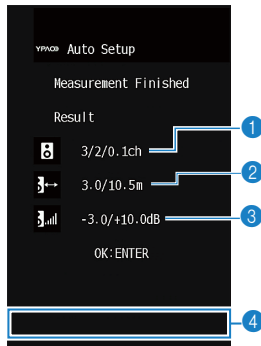 YPAO Auto Setup
Measurement Finished
Result
3/2/0.1ch
1
3.0/10.5m
2
-3.0/+10.0dB
3
OK:ENTER
4